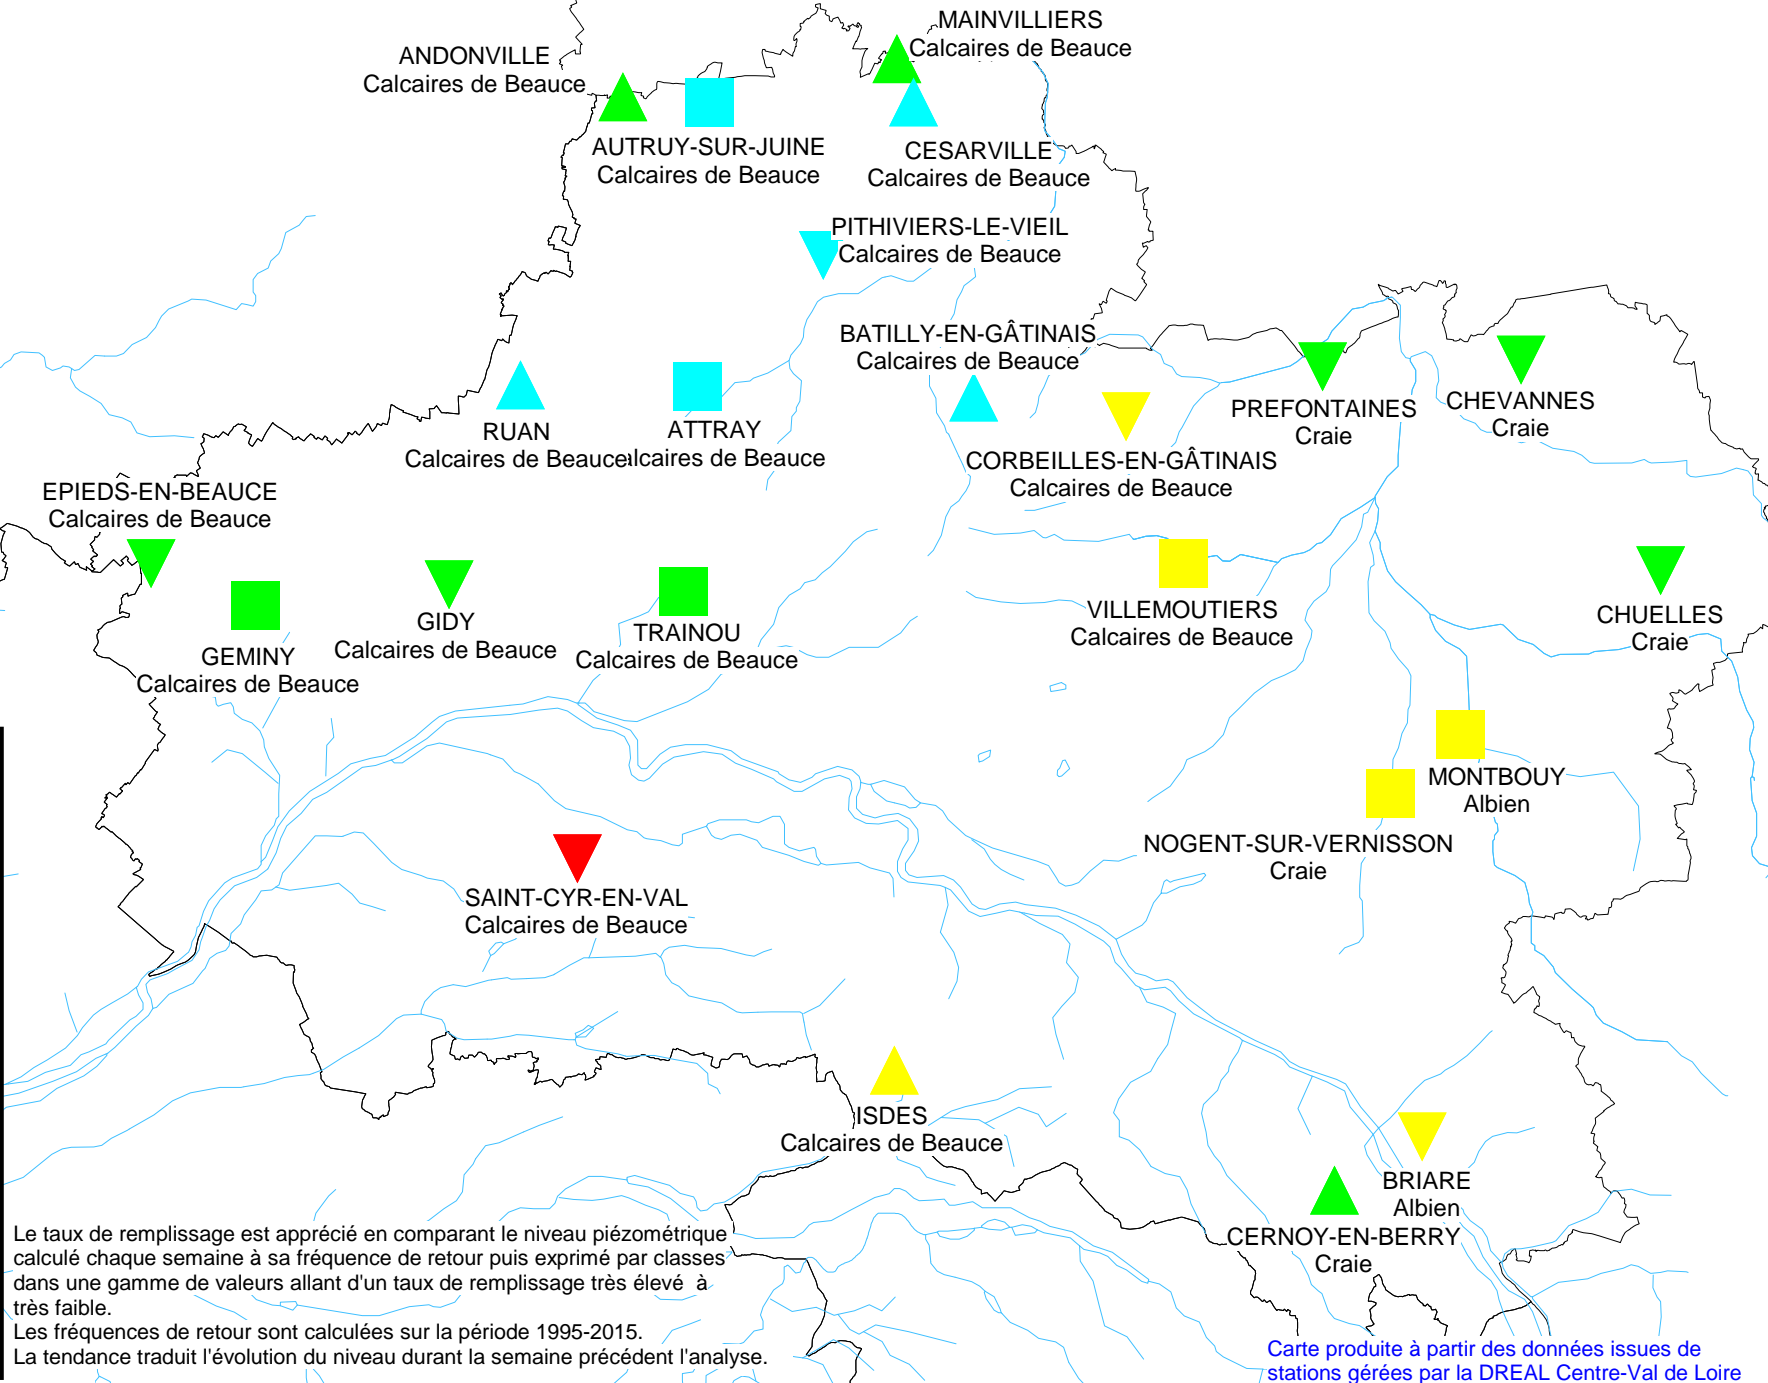 MAINVILLIERS
Calcaires de Beauce
ANDONVILLE
Calcaires de Beauce
AUTRUY-SUR-JUINE
Calcaires de Beauce
CESARVILLE
Calcaires de Beauce
PITHIVIERS-LE-VIEIL
Calcaires de Beauce
BATILLY-EN-GÂTINAIS
Calcaires de Beauce
PREFONTAINES
Craie
CHEVANNES
Craie
RUAN
Calcaires de Beauce
ATTRAY
alcaires de Beauce
CORBEILLES-EN-GÂTINAIS
Calcaires de Beauce
EPIEDS-EN-BEAUCE
Calcaires de Beauce
GEMINY
Calcaires de Beauce
GIDY
Calcaires de Beauce
TRAINOU
Calcaires de Beauce
VILLEMOUTIERS
Calcaires de Beauce
CHUELLES
Craie
MONTBOUY
Albien
NOGENT-SUR-VERNISSON
Craie
SAINT-CYR-EN-VAL
Calcaires de Beauce
ISDES
Calcaires de Beauce
BRIARE
Albien
CERNOY-EN-BERRY
Craie
Le taux de remplissage est apprécié en comparant le niveau piézométrique
calculé chaque semaine à sa fréquence de retour puis exprimé par classes
dans une gamme de valeurs allant d'un taux de remplissage très élevé à
très faible.
Les fréquences de retour sont calculées sur la période 1995-2015.
La tendance traduit l'évolution du niveau durant la semaine précédent l'analyse.
Carte produite à partir des données issues de
stations gérées par la DREAL Centre-Val de Loire